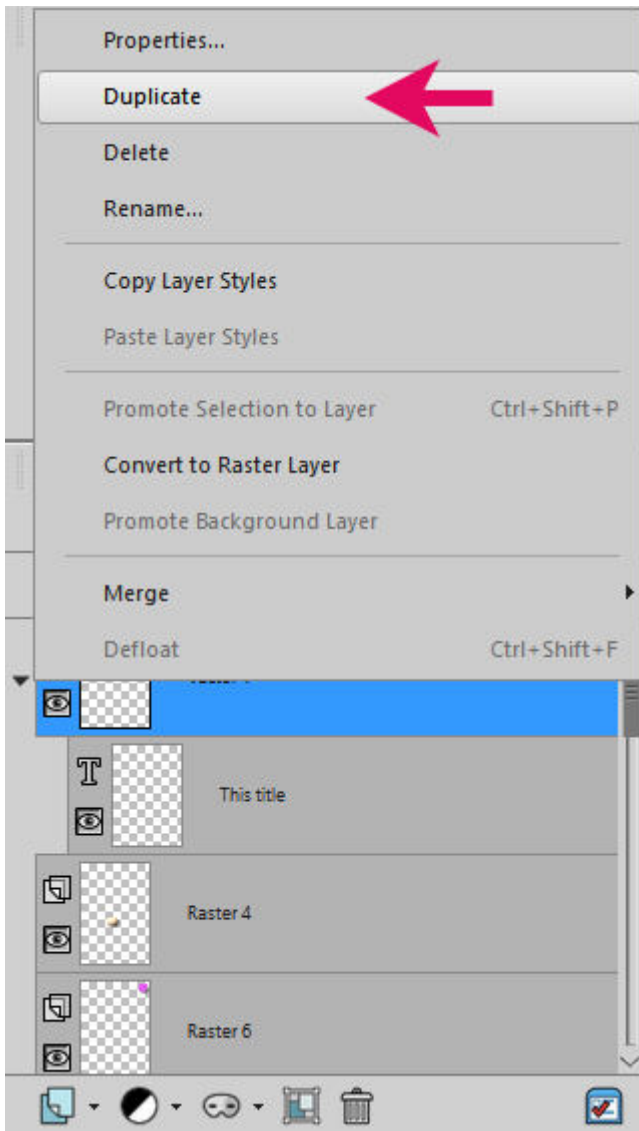 Properties...
Duplicate
Delete
Rename...
Copy Layer Styles
Paste Layer Styles
Promote Selection to Layer Ctrl+Shift+P
Convert to Raster Layer
Promote Background Layer
Merge
Defloat Ctrl+Shift+F
This title
Raster 4
Raster 6